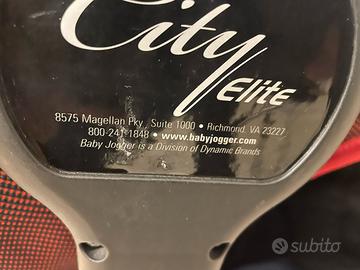 City
Elite
8575 Magellan Pky, Suite 1000 • Richmond, VA 23227
800-241-1848 • www.babyjogger.com
Baby Jogger is a Division of Dynamic Brands
subito